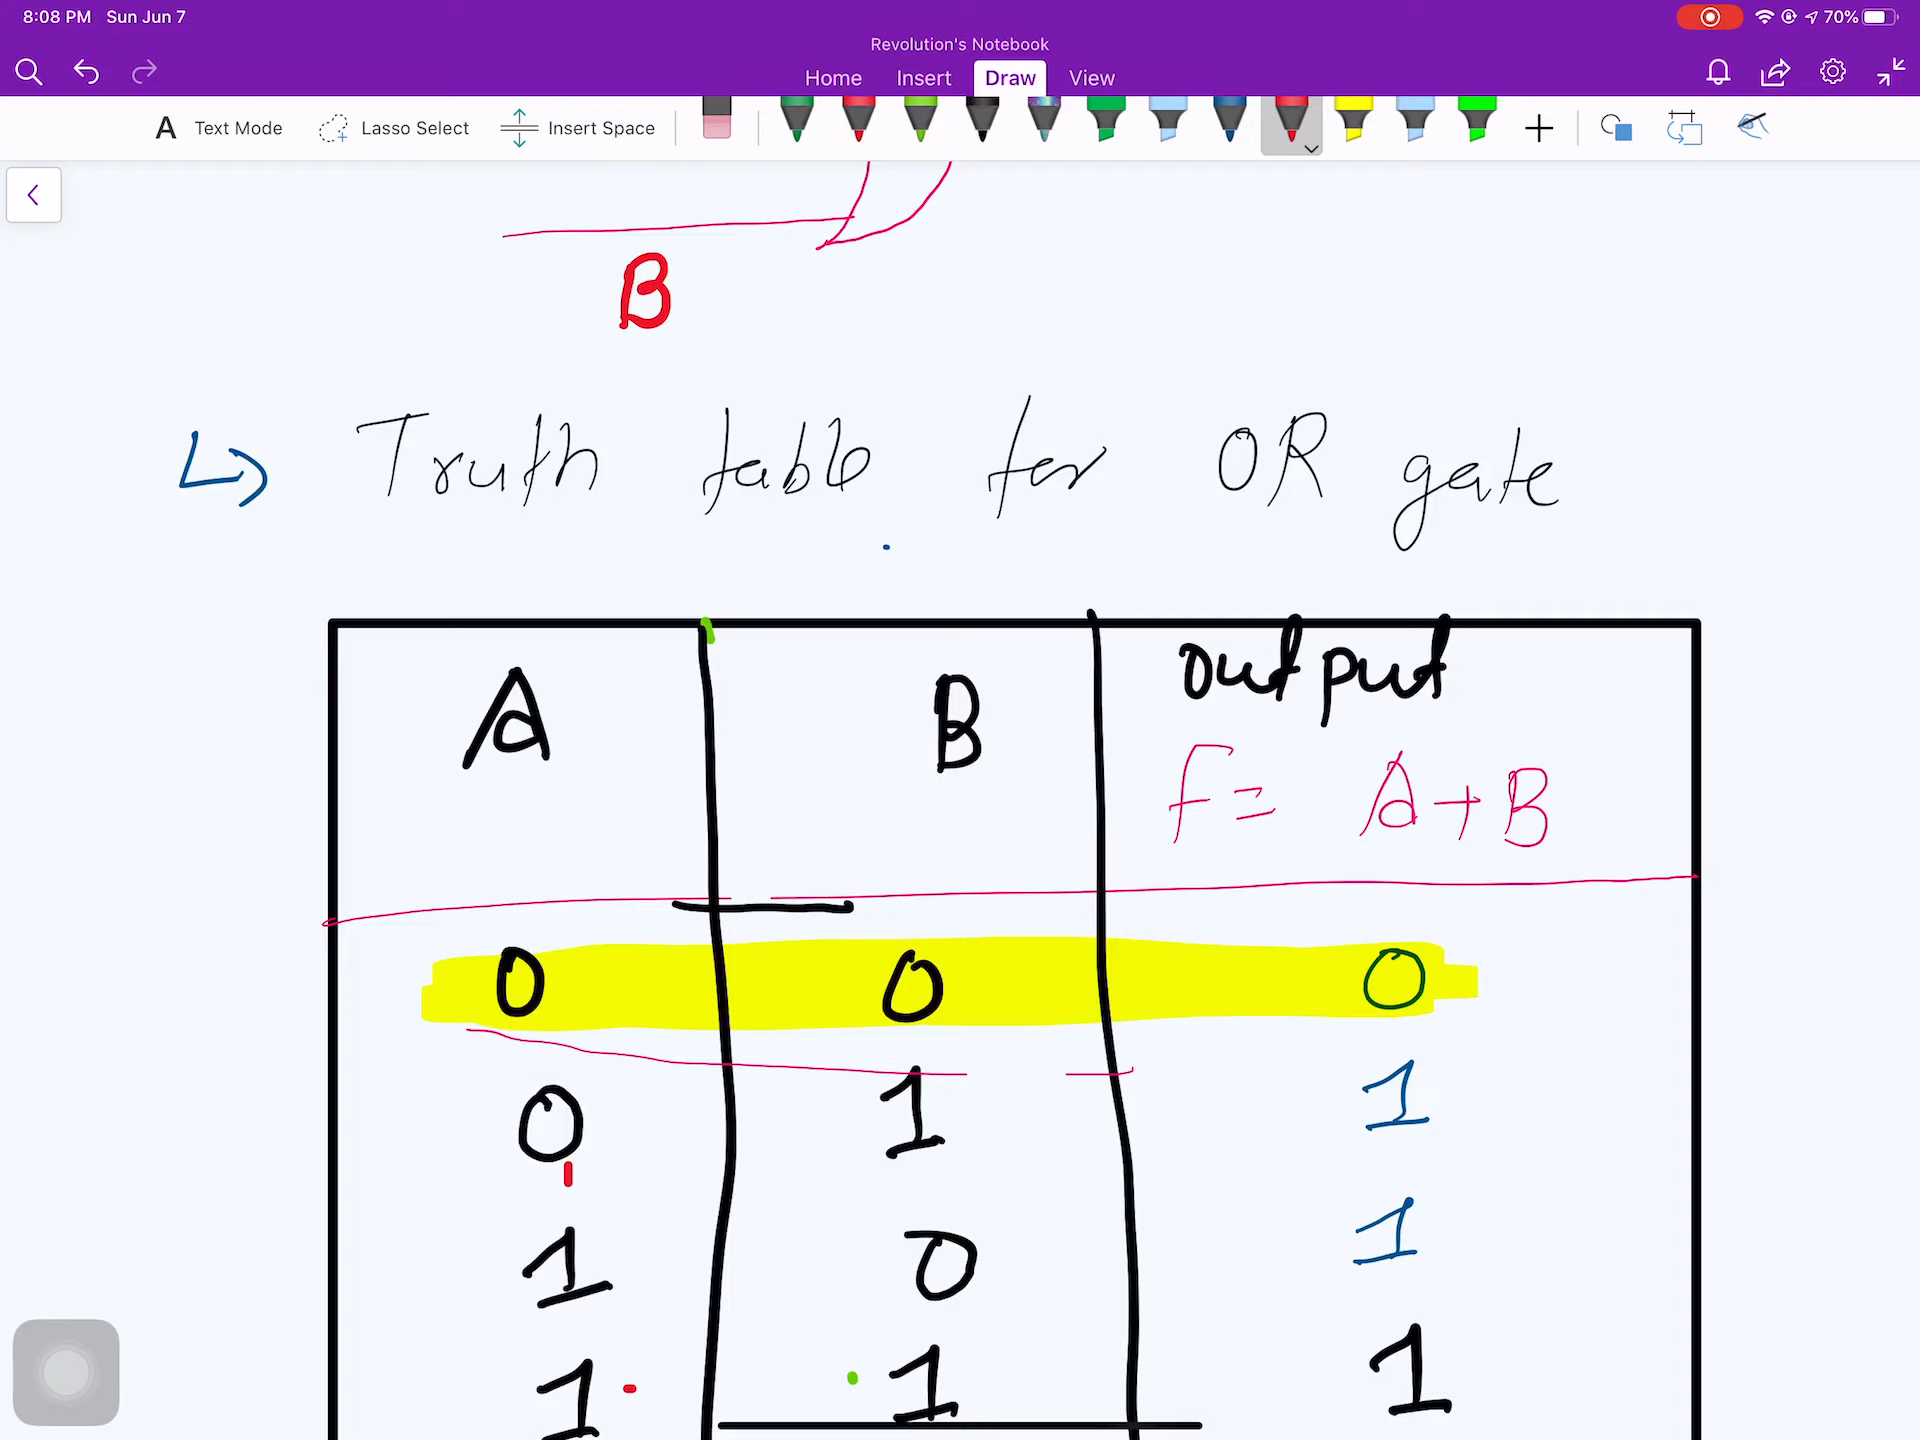 8:08 PM Sun Jun 7
70%
Revolution's Notebook
Home Insert Draw View
A Text Mode Lasso Select Insert Space
B
Truth table for OR gate
A B output
F = A + B
0 0 0
0 1 1
1 0 1
1 1 1